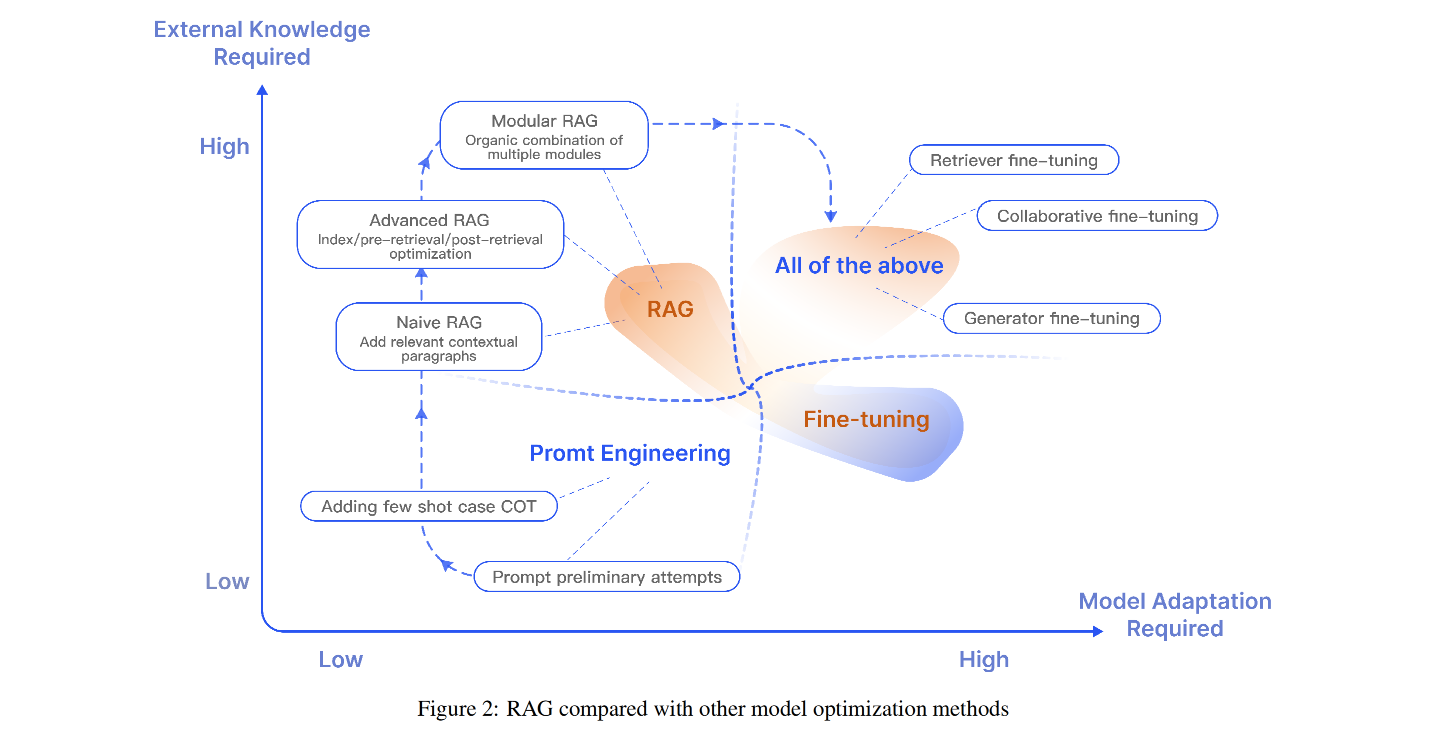 External Knowledge
Required
High
Modular RAG
Organic combination of
multiple modules
Retriever fine-tuning
Advanced RAG
Index/pre-retrieval/post-retrieval
optimization
Collaborative fine-tuning
All of the above
RAG
Naive RAG
Add relevant contextual
paragraphs
Generator fine-tuning
Fine-tuning
Promt Engineering
Adding few shot case COT
Prompt preliminary attempts
Low
Model Adaptation
Required
Low
High
Figure 2: RAG compared with other model optimization methods